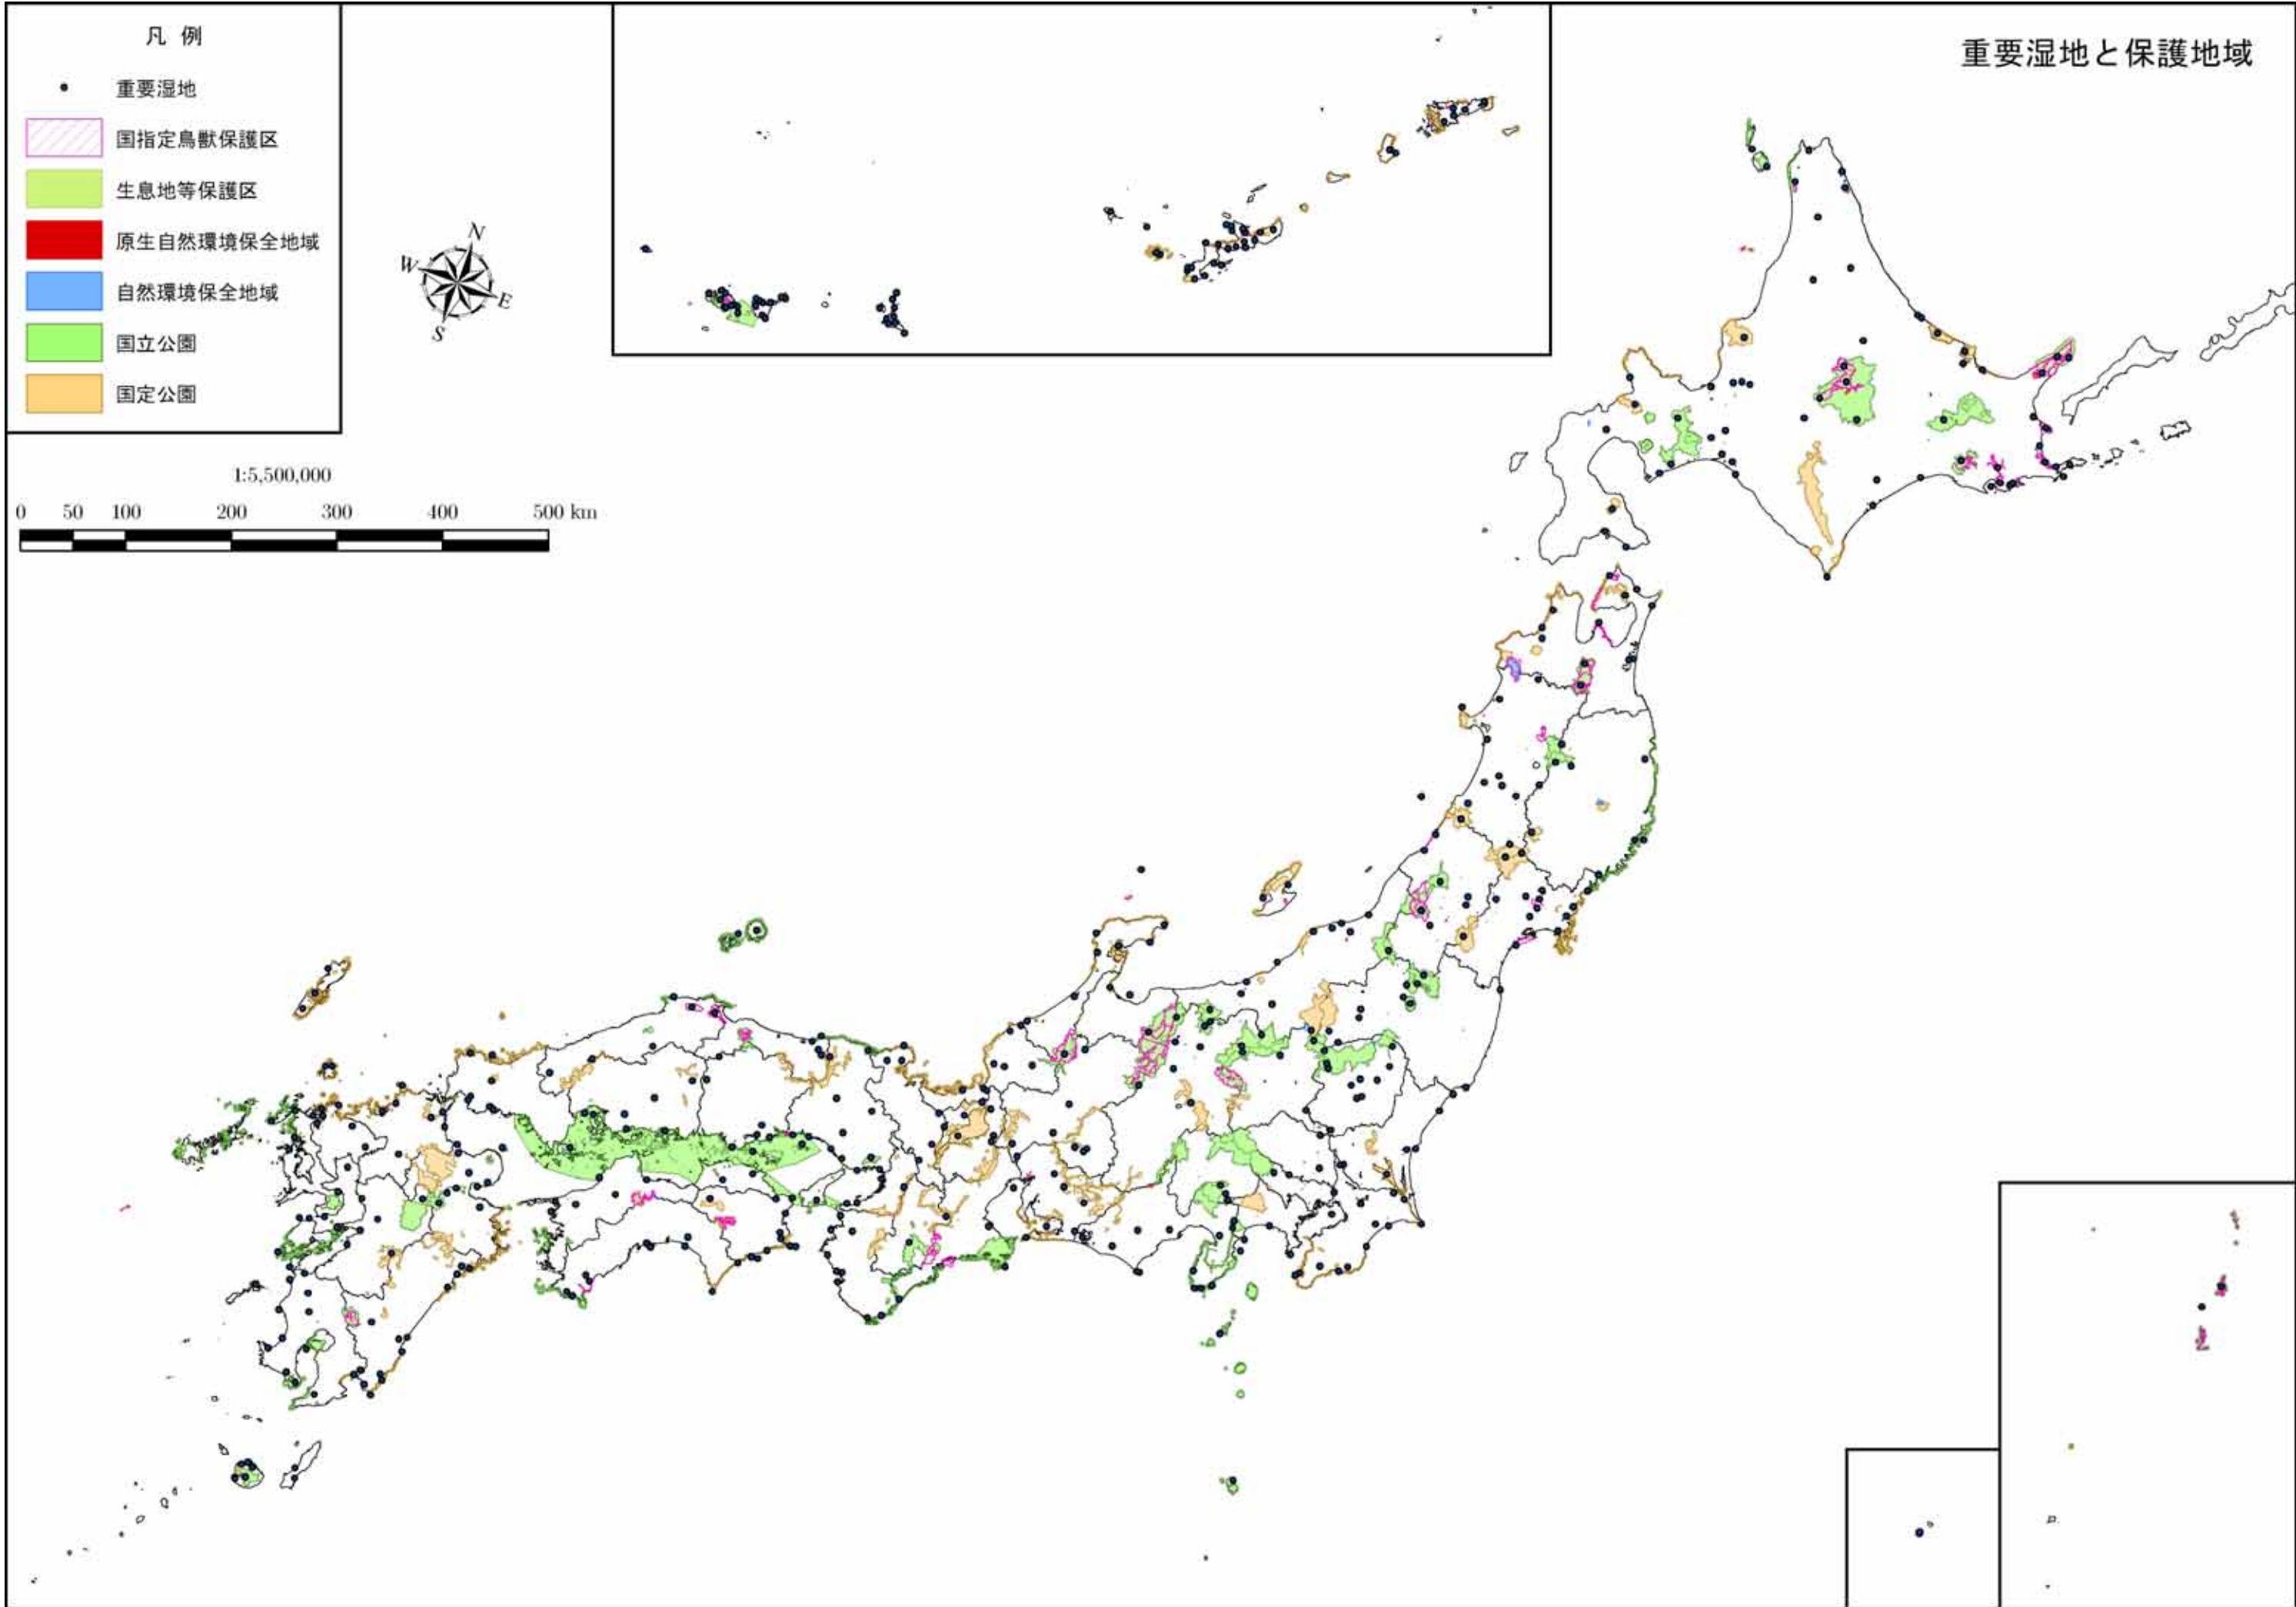 重要湿地と保護地域
凡 例
重要湿地
国指定鳥獣保護区
生息地等保護区
原生自然環境保全地域
自然環境保全地域
国立公園
国定公園
N
W
E
S
1:5,500,000
0 50 100 200 300 400 500 km